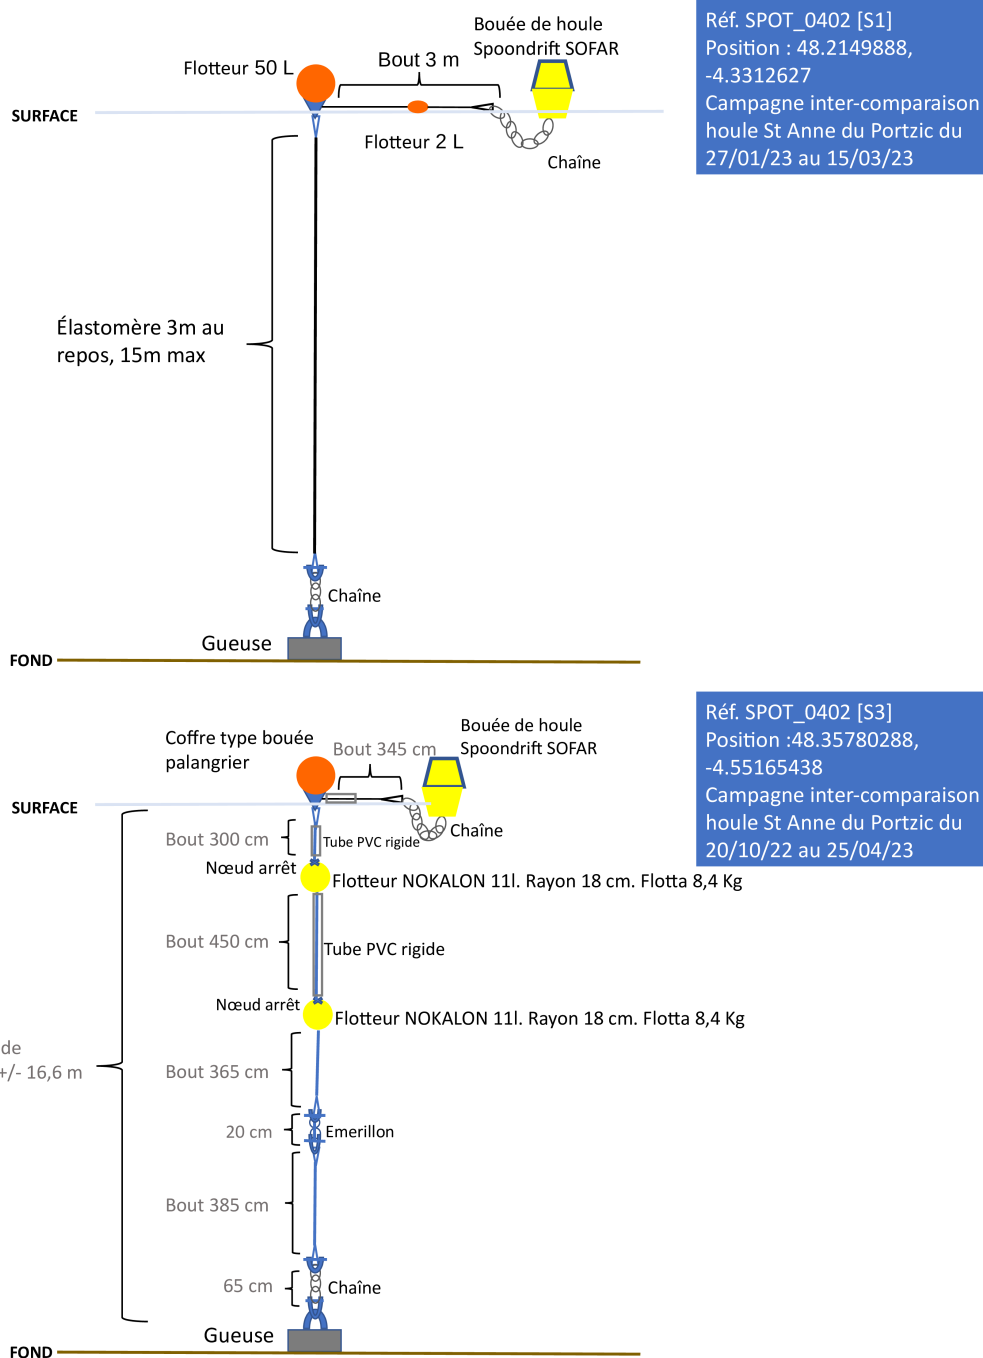 Réf. SPOT_0402 [S1]
Position : 48.2149888,
-4.3312627
Campagne inter-comparaison
houle St Anne du Portzic du
27/01/23 au 15/03/23
Bouée de houle
Spoondrift SOFAR
Bout 3 m
Flotteur 50 L
SURFACE
Flotteur 2 L
Chaîne
Élastomère 3m au
repos, 15m max
Chaîne
Gueuse
FOND
Réf. SPOT_0402 [S3]
Position :48.35780288,
-4.55165438
Campagne inter-comparaison
houle St Anne du Portzic du
20/10/22 au 25/04/23
Bouée de houle
Spoondrift SOFAR
Coffre type bouée
palangrier
Bout 345 cm
SURFACE
Chaîne
Bout 300 cm
Tube PVC rigide
Nœud arrêt
Flotteur NOKALON 11l. Rayon 18 cm. Flotta 8,4 Kg
Bout 450 cm
Tube PVC rigide
Nœud arrêt
Flotteur NOKALON 11l. Rayon 18 cm. Flotta 8,4 Kg
de
+/- 16,6 m
Bout 365 cm
20 cm
Emerillon
Bout 385 cm
65 cm
Chaîne
Gueuse
FOND